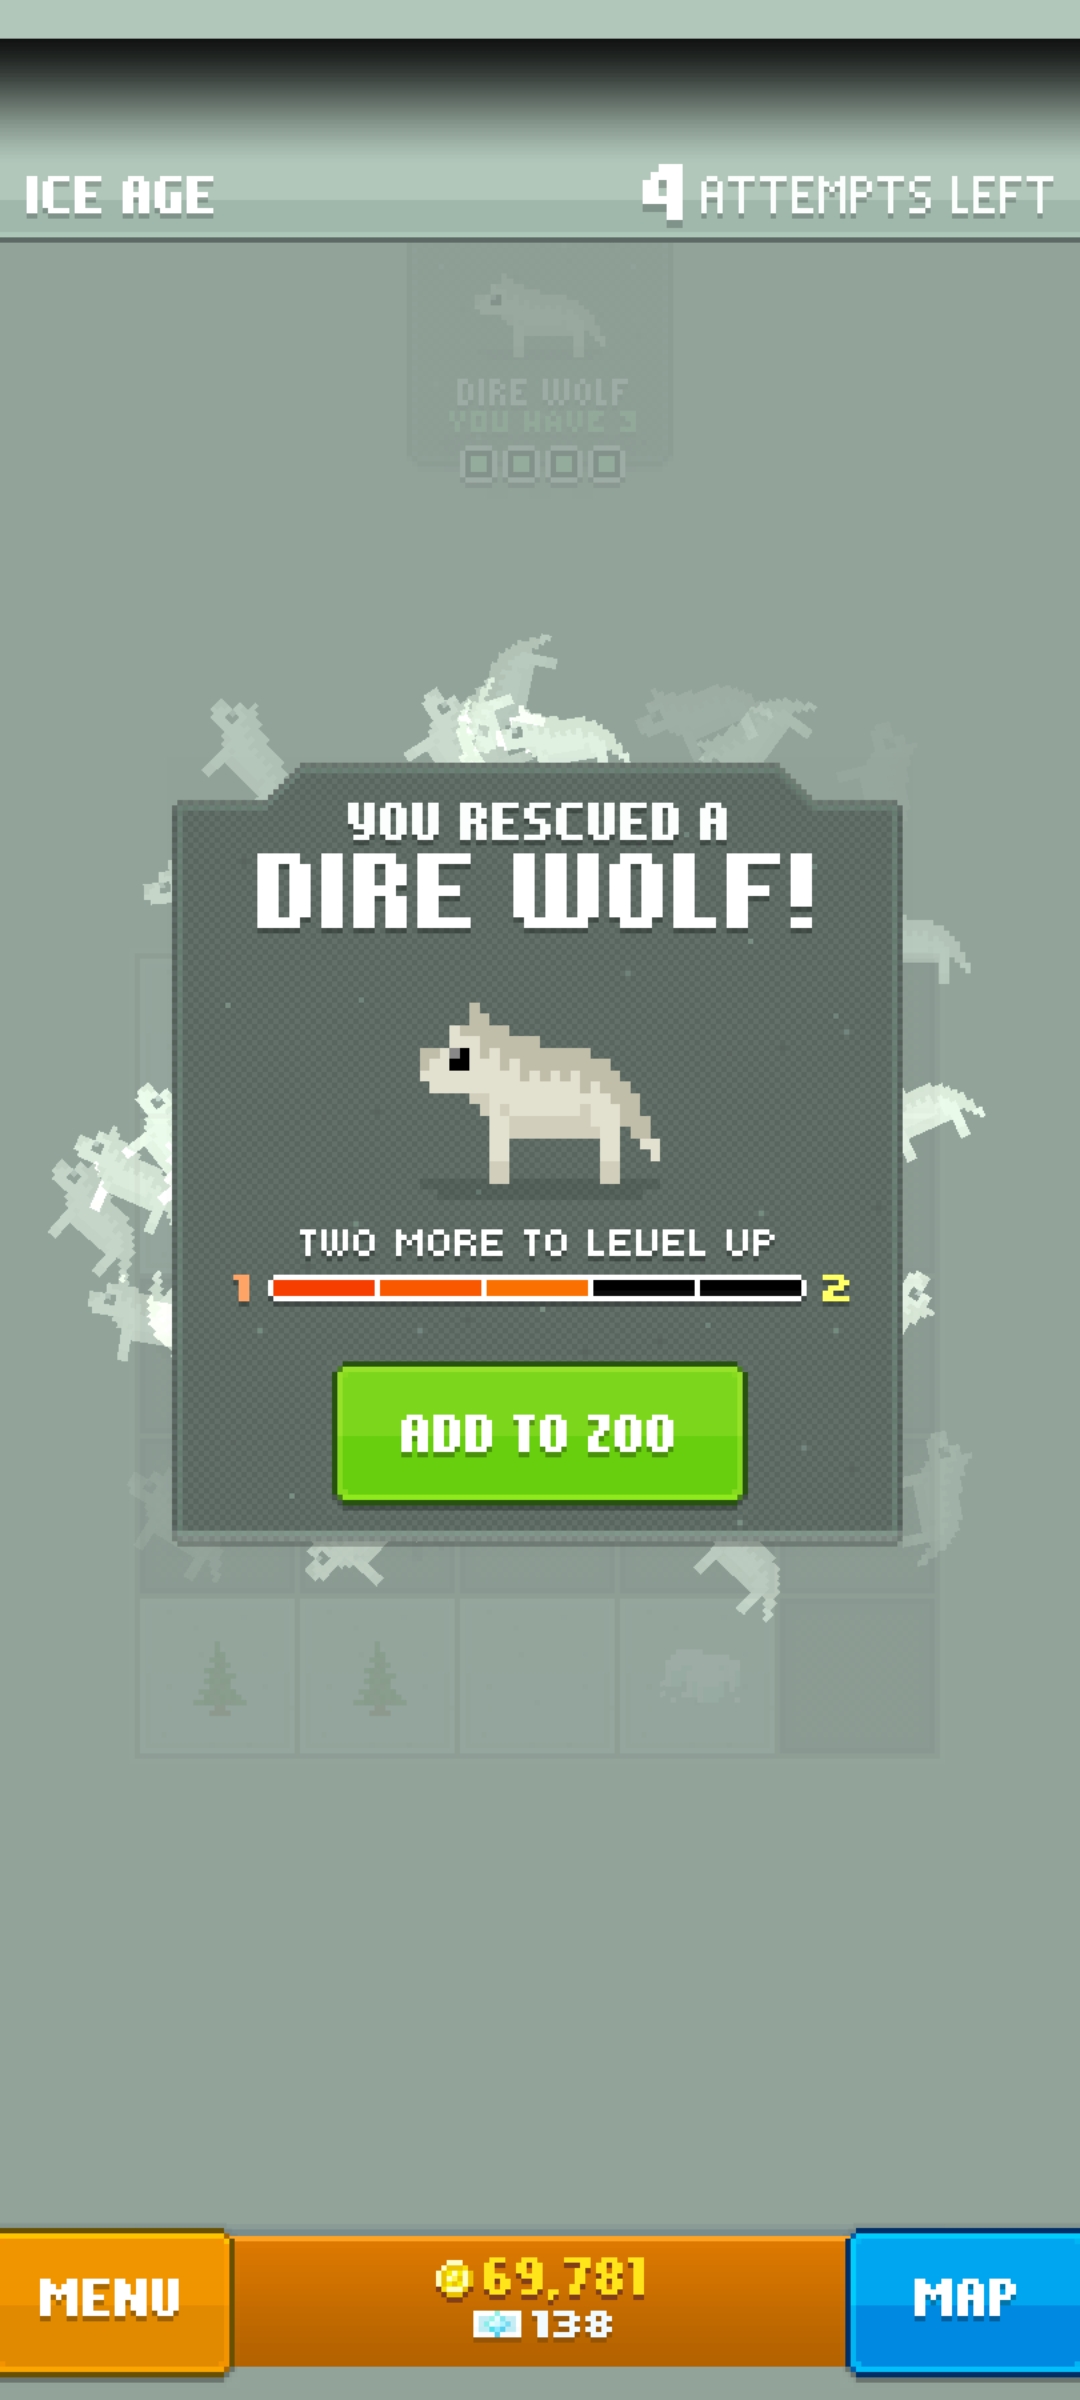 ICE AGE
4 ATTEMPTS LEFT
DIRE WOLF
YOU HAVE 3
YOU RESCUED A
DIRE WOLF!
TWO MORE TO LEVEL UP
1
2
ADD TO ZOO
MENU
69,781
138
MAP